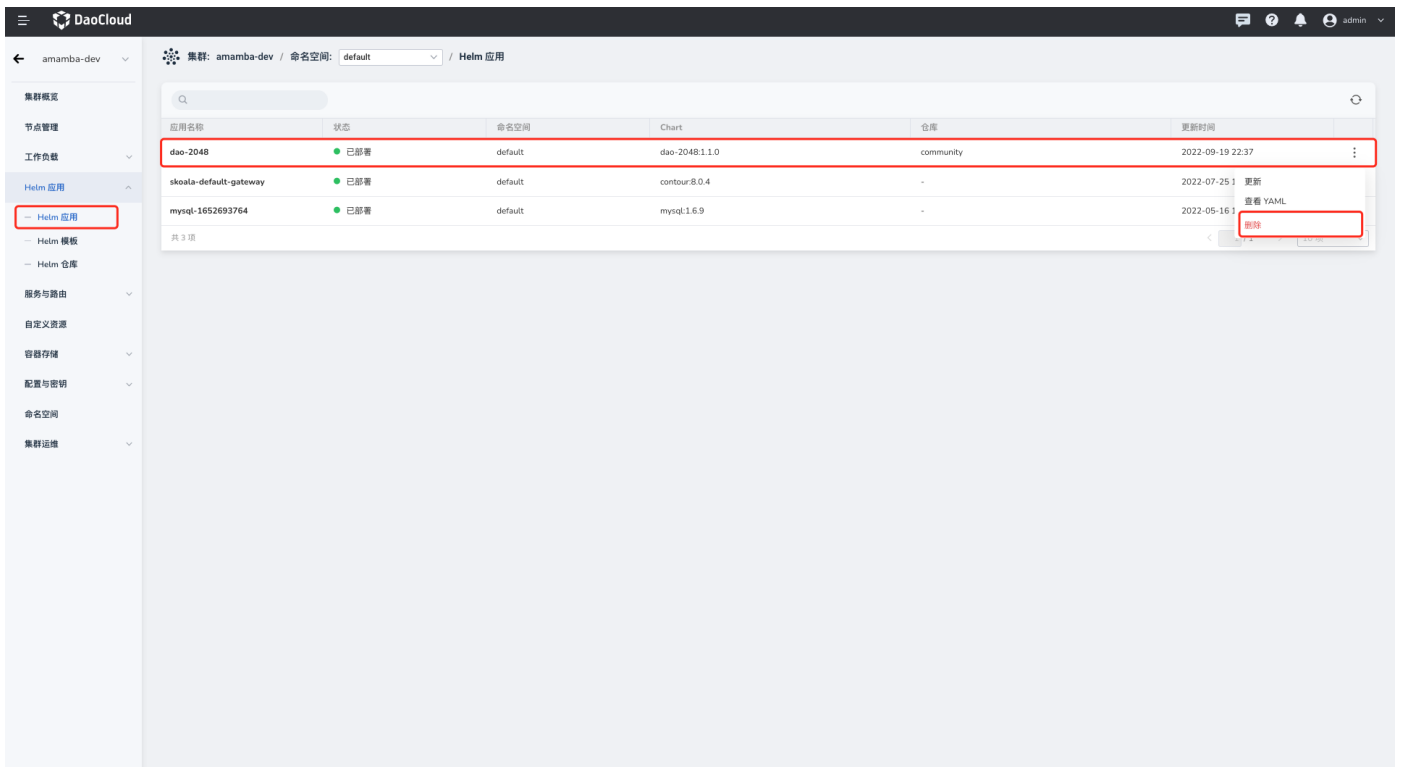 DaoCloud
admin
amamba-dev
集群: amamba-dev / 命名空间: default / Helm 应用
集群概览
节点管理
工作负载
Helm 应用
Helm 应用
Helm 模板
Helm 仓库
服务与路由
自定义资源
容器存储
配置与密钥
命名空间
集群运维
应用名称 状态 命名空间 Chart 仓库 更新时间
dao-2048 已部署 default dao-2048:1.1.0 community 2022-09-19 22:37
skoala-default-gateway 已部署 default contour:8.0.4 - 2022-07-25
mysql-1652693764 已部署 default mysql:1.6.9 - 2022-05-16
共 3 项
更新
查看 YAML
删除